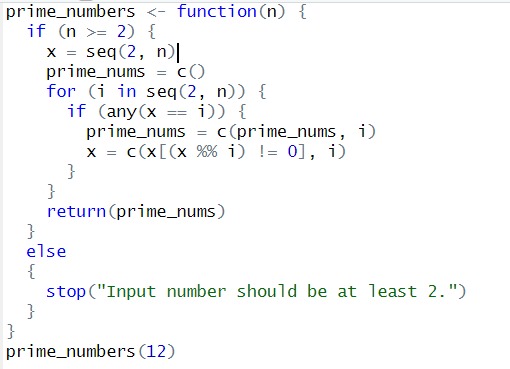 prime_numbers <- function(n) {
  if (n >= 2) {
    x = seq(2, n)
    prime_nums = c()
    for (i in seq(2, n)) {
      if (any(x == i)) {
        prime_nums = c(prime_nums, i)
        x = c(x[(x %% i) != 0], i)
      }
    }
    return(prime_nums)
  }
  else
  {
    stop("Input number should be at least 2.")
  }
}
prime_numbers(12)